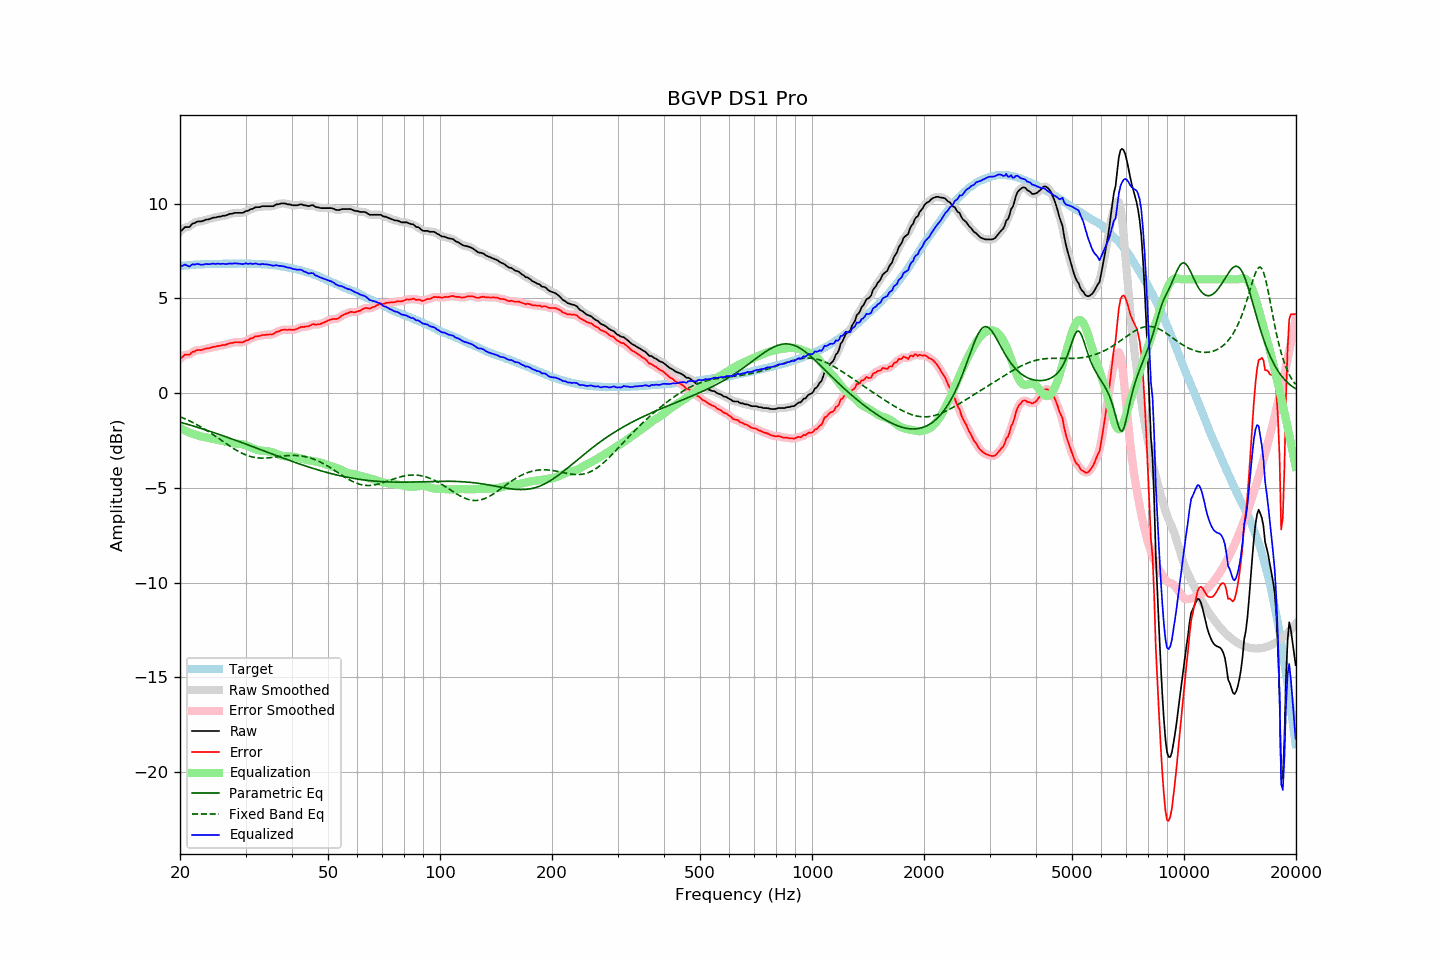 BGVP DS1 Pro
10
5
0
−5
−10
−15
−20
Amplitude (dBr)
Target
Raw Smoothed
Error Smoothed
Raw
Error
Equalization
Parametric Eq
Fixed Band Eq
Equalized
20 50 100 200 500 1000 2000 5000 10000 20000
Frequency (Hz)